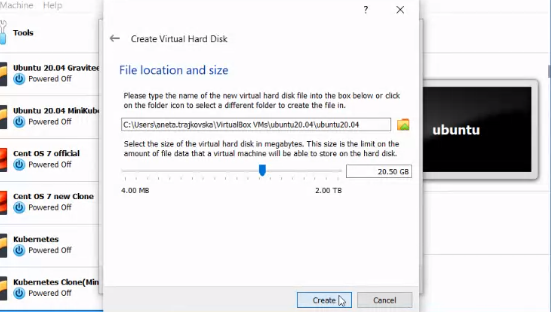 Machine Help
?
Tools
Create Virtual Hard Disk
File location and size
Ubuntu 20.04 Gravitee
Powered Off
Ubuntu 20.04 MiniKube
Powered Off
Cent OS 7 official
Powered Off
Cent OS 7 new Clone
Powered Off
Kubernetes
Powered Off
Kubernetes Clone(Min
Powered Off
Please type the name of the new virtual hard disk file into the box below or click
on the folder icon to select a different folder to create the file in.
C:\Users\aneta.trajkovska\VirtualBox VMs\ubuntu20.04\ubuntu20.04
Select the size of the virtual hard disk in megabytes. This size is the limit on
the amount of file data that a virtual machine will be able to store on the hard disk.
20.50 GB
4.00 MB
2.00 TB
Create
Cancel
ubuntu